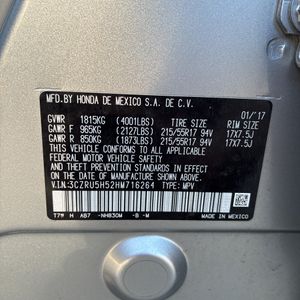 MFD.BY HONDA DE MEXICO S.A. DE C.V.
01/'17
GVWR 1815KG (4001LBS) TIRE SIZE RIM SIZE
GAWR F 965KG (2127LBS) 215/55R17 94V 17X7.5J
GAWR R 850KG (1873LBS) 215/55R17 94V 17X7.5J
THIS VEHICLE CONFORMS TO ALL APPLICABLE
FEDERAL MOTOR VEHICLE SAFETY AND THEFT
PREVENTION STANDARDS IN EFFECT ON THE DATE OF
MANUFACTURE SHOWN ABOVE.
V.I.N:3CZRU5H52HM716264 TYPE: MPV
H AB7 -NH830M -B -M
MADE IN MEXICO